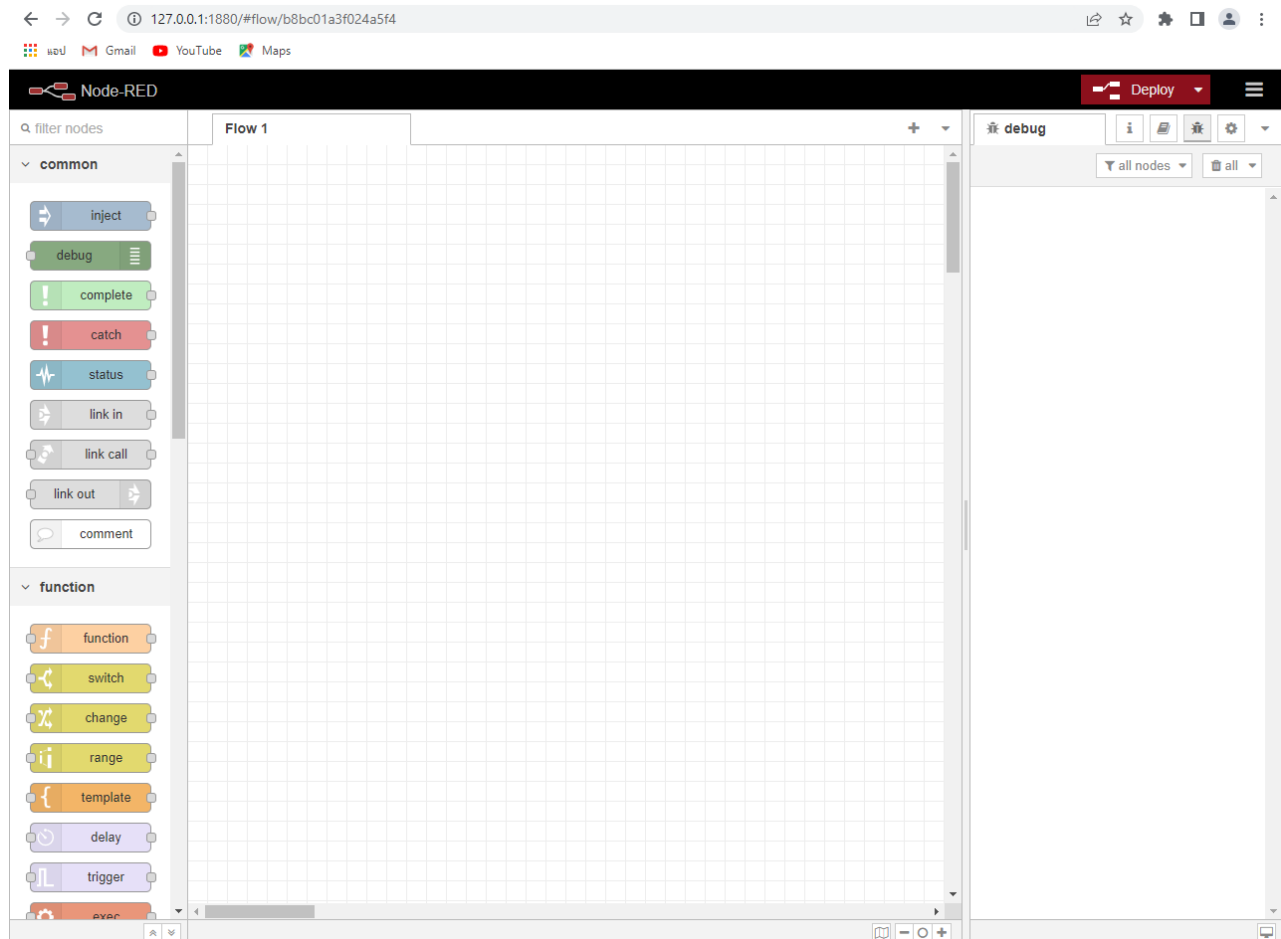 127.0.0.1:1880/#flow/b8bc01a3f024a5f4
แอป Gmail YouTube Maps
Node-RED Deploy
filter nodes Flow 1 debug
common all nodes all
inject
debug
complete
catch
status
link in
link call
link out
comment
function
function
switch
change
range
template
delay
trigger
exec